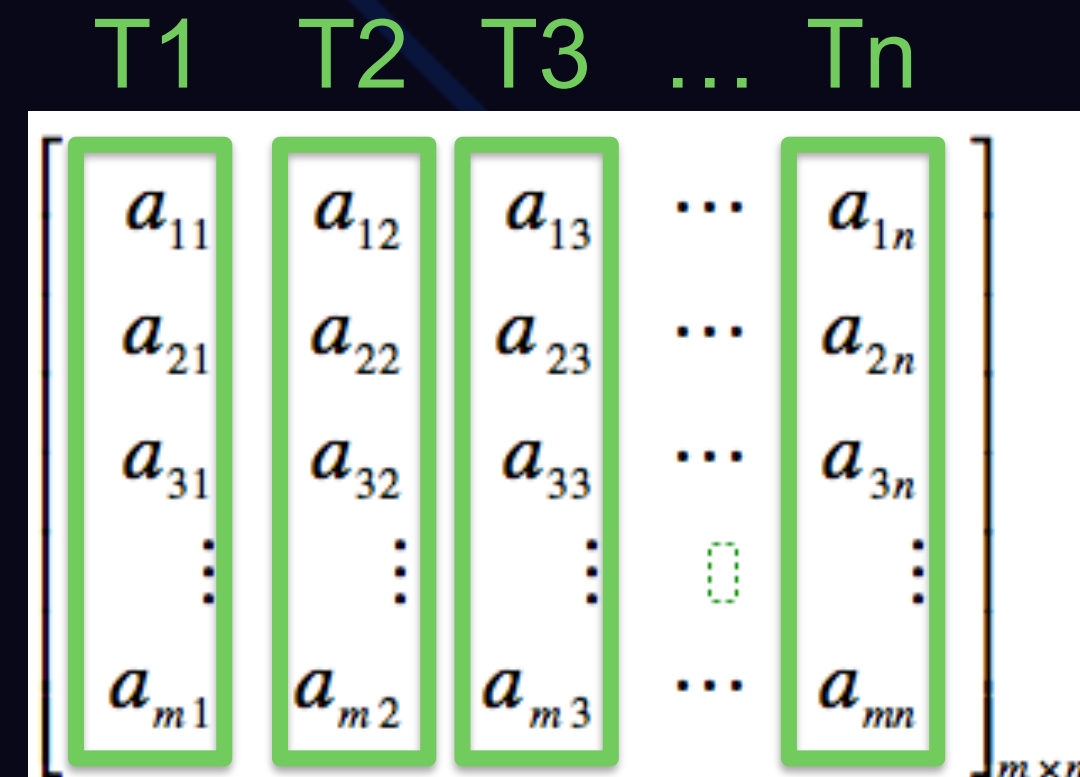 T1 T2 T3 … Tn
a₁₁ a₁₂ a₁₃ ⋯ a₁ₙ
a₂₁ a₂₂ a₂₃ ⋯ a₂ₙ
a₃₁ a₃₂ a₃₃ ⋯ a₃ₙ
⋮ ⋮ ⋮ ⋮
aₘ₁ aₘ₂ aₘ₃ ⋯ aₘₙ
m×n